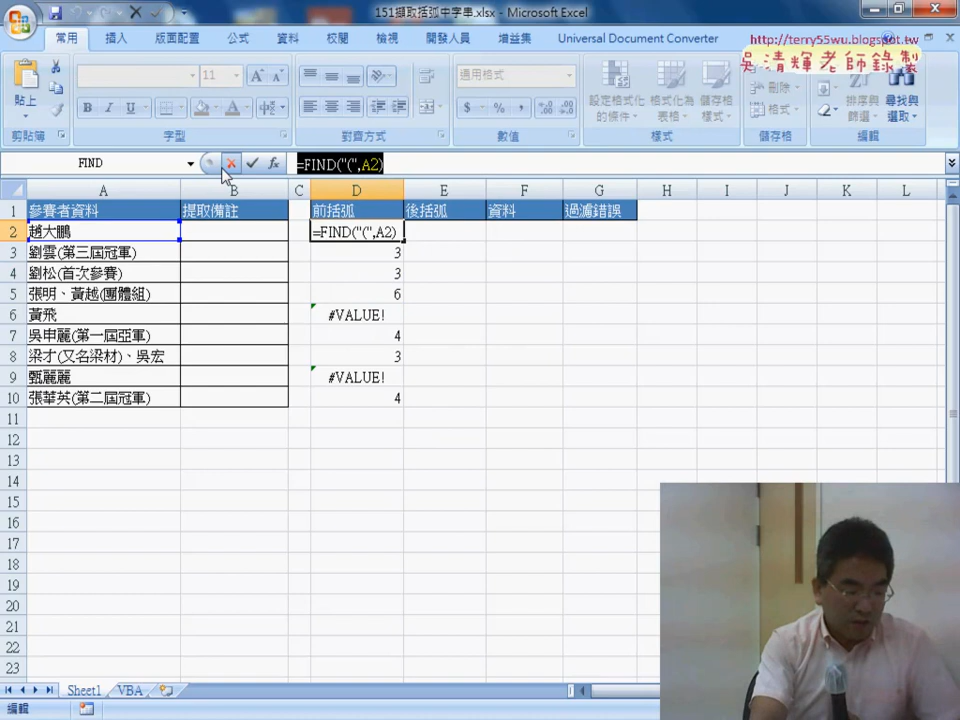 151擷取括弧中字串.xlsx - Microsoft Excel
常用 插入 版面配置 公式 資料 校閱 檢視 開發人員 增益集 Universal Document Converter
http://terry55wu.blogspot.tw
吳清輝老師錄製
貼上 11 A A 通用格式 設定格式化的條件 格式化為表格 儲存格樣式 刪除 格式 排序與篩選 尋找與選取
B I U A 中 $ % ,
剪貼簿 字型 對齊方式 數值 樣式 儲存格 編輯
FIND fx =FIND("(",A2)
A B C D E F G H I J K L
1 參賽者資料 提取備註 前括弧 後括弧 資料 過濾錯誤
2 趙大鵬 =FIND("(",A2)
3 劉雲(第三屆冠軍) 3
4 劉松(首次參賽) 3
5 張明、黃越(團體組) 6
6 黃飛 #VALUE!
7 吳申麗(第一屆亞軍) 4
8 梁才(又名梁材)、吳宏 3
9 甄麗麗 #VALUE!
10 張華英(第二屆冠軍) 4
11
12
13
14
15
16
17
18
19
20
21
22
23
Sheet1 VBA
編輯